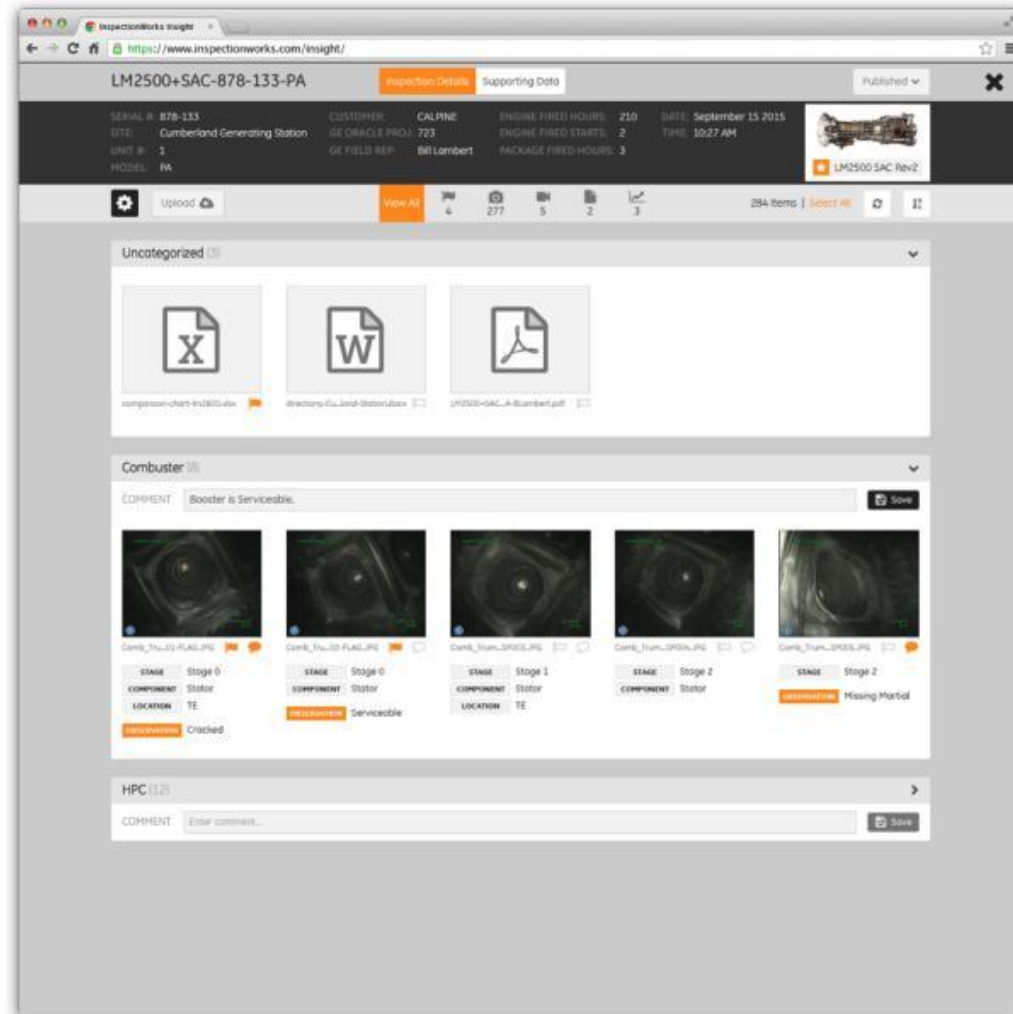 InspectionWorks Insight
https://www.inspectionworks.com/insight/
LM2500+SAC-878-133-PA
Inspection Details Supporting Data Published
SERIAL #: 878-133 CUSTOMER: CALPINE ENGINE FIRED HOURS: 210 DATE: September 15 2015
SITE: Cumberland Generating Station GE ORACLE PROJ: 723 ENGINE FIRED STARTS: 2 TIME: 10:27 AM
UNIT #: 1 GE FIELD REP: Bill Lambert PACKAGE FIRED HOURS: 3
MODEL: PA
LM2500 SAC Rev2
Upload View All 4 277 5 2 3 284 Items | Select All
Uncategorized (3)
X W
Combuster
COMMENT Booster is Serviceable. Save
STAGE Stage 0 STAGE Stage 0 STAGE Stage 1 STAGE Stage 2 STAGE Stage 2
COMPONENT Stator COMPONENT Stator COMPONENT Stator COMPONENT Stator OBSERVATION Missing Martial
LOCATION TE OBSERVATION Serviceable LOCATION TE
OBSERVATION Cracked
HPC (12)
COMMENT Enter comment... Save